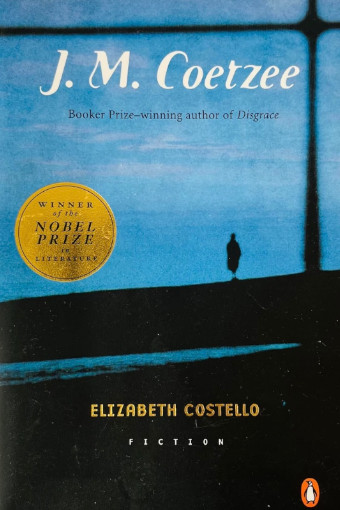 J. M. Coetzee
Booker Prize–winning author of Disgrace
WINNER
of the
NOBEL
PRIZE
in
LITERATURE
ELIZABETH COSTELLO
FICTION